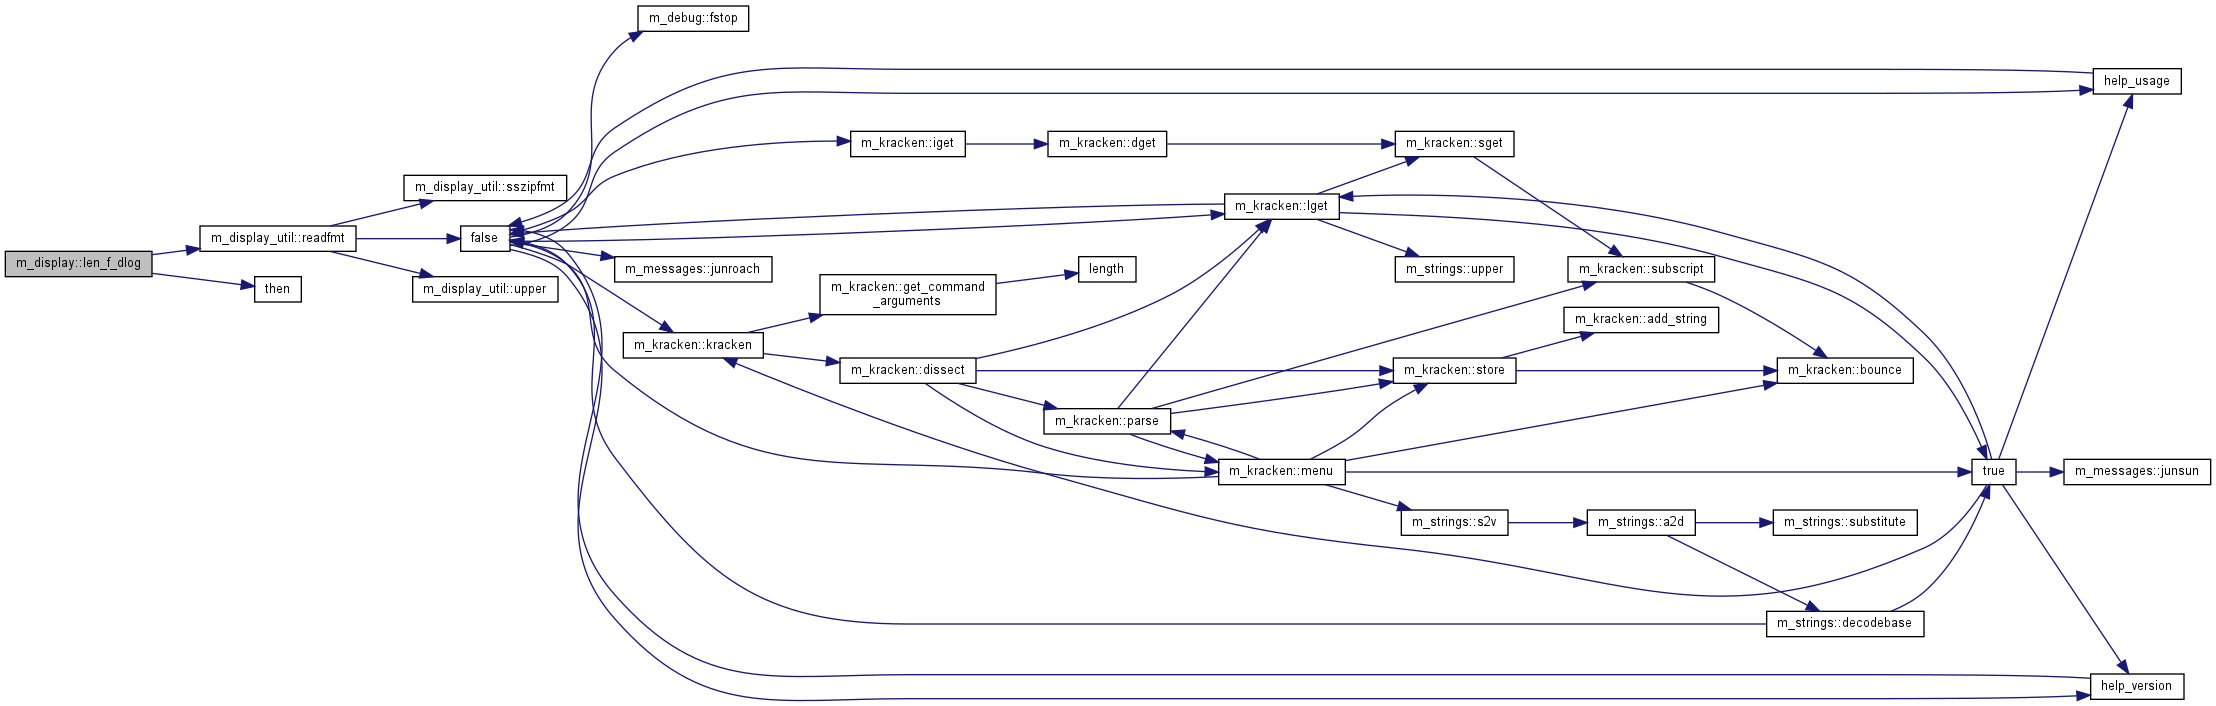 m_debug::fstop
help_usage
m_kracken::iget
m_kracken::dget
m_kracken::sget
m_display_util::sszipfmt
m_kracken::lget
m_display_util::readfmt
false
m_display::len_f_dlog
m_messages::junroach
m_kracken::get_command
_arguments
length
m_strings::upper
m_kracken::subscript
then
m_display_util::upper
m_kracken::add_string
m_kracken::kracken
m_kracken::dissect
m_kracken::store
m_kracken::bounce
m_kracken::parse
m_kracken::menu
true
m_messages::junsun
m_strings::s2v
m_strings::a2d
m_strings::substitute
m_strings::decodebase
help_version